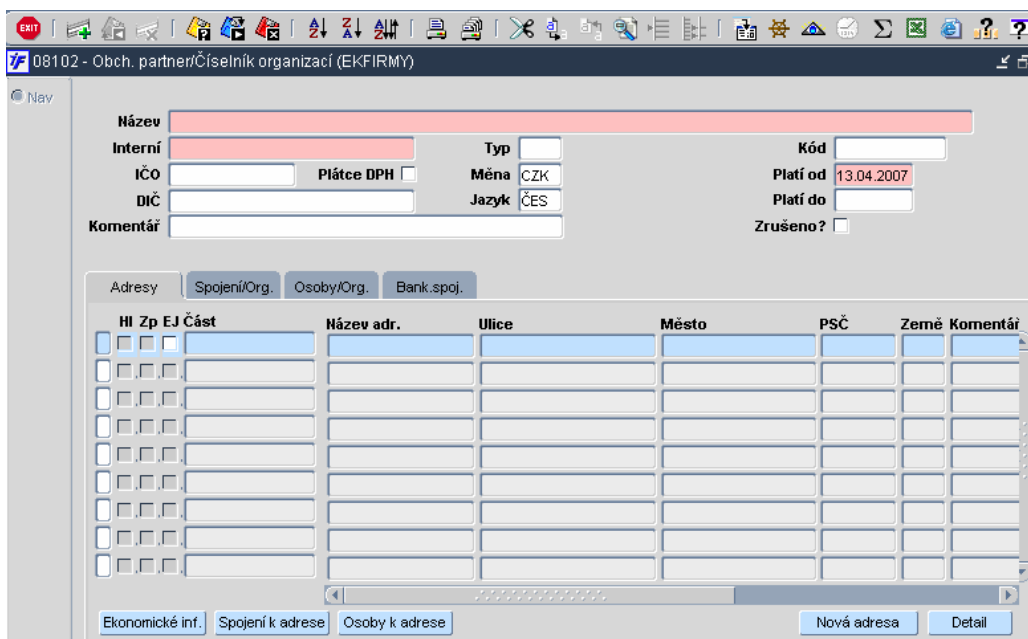 EXIT
08102 - Obch. partner/Číselník organizací (EKFIRMY)
Nav
Název
Interní Typ Kód
IČO Plátce DPH Měna CZK Platí od 13.04.2007
DIČ Jazyk ČES Platí do
Komentář Zrušeno?
Adresy Spojení/Org. Osoby/Org. Bank.spoj.
Hl Zp EJ Část Název adr. Ulice Město PSČ Země Komentář
Ekonomické inf. Spojení k adrese Osoby k adrese Nová adresa Detail